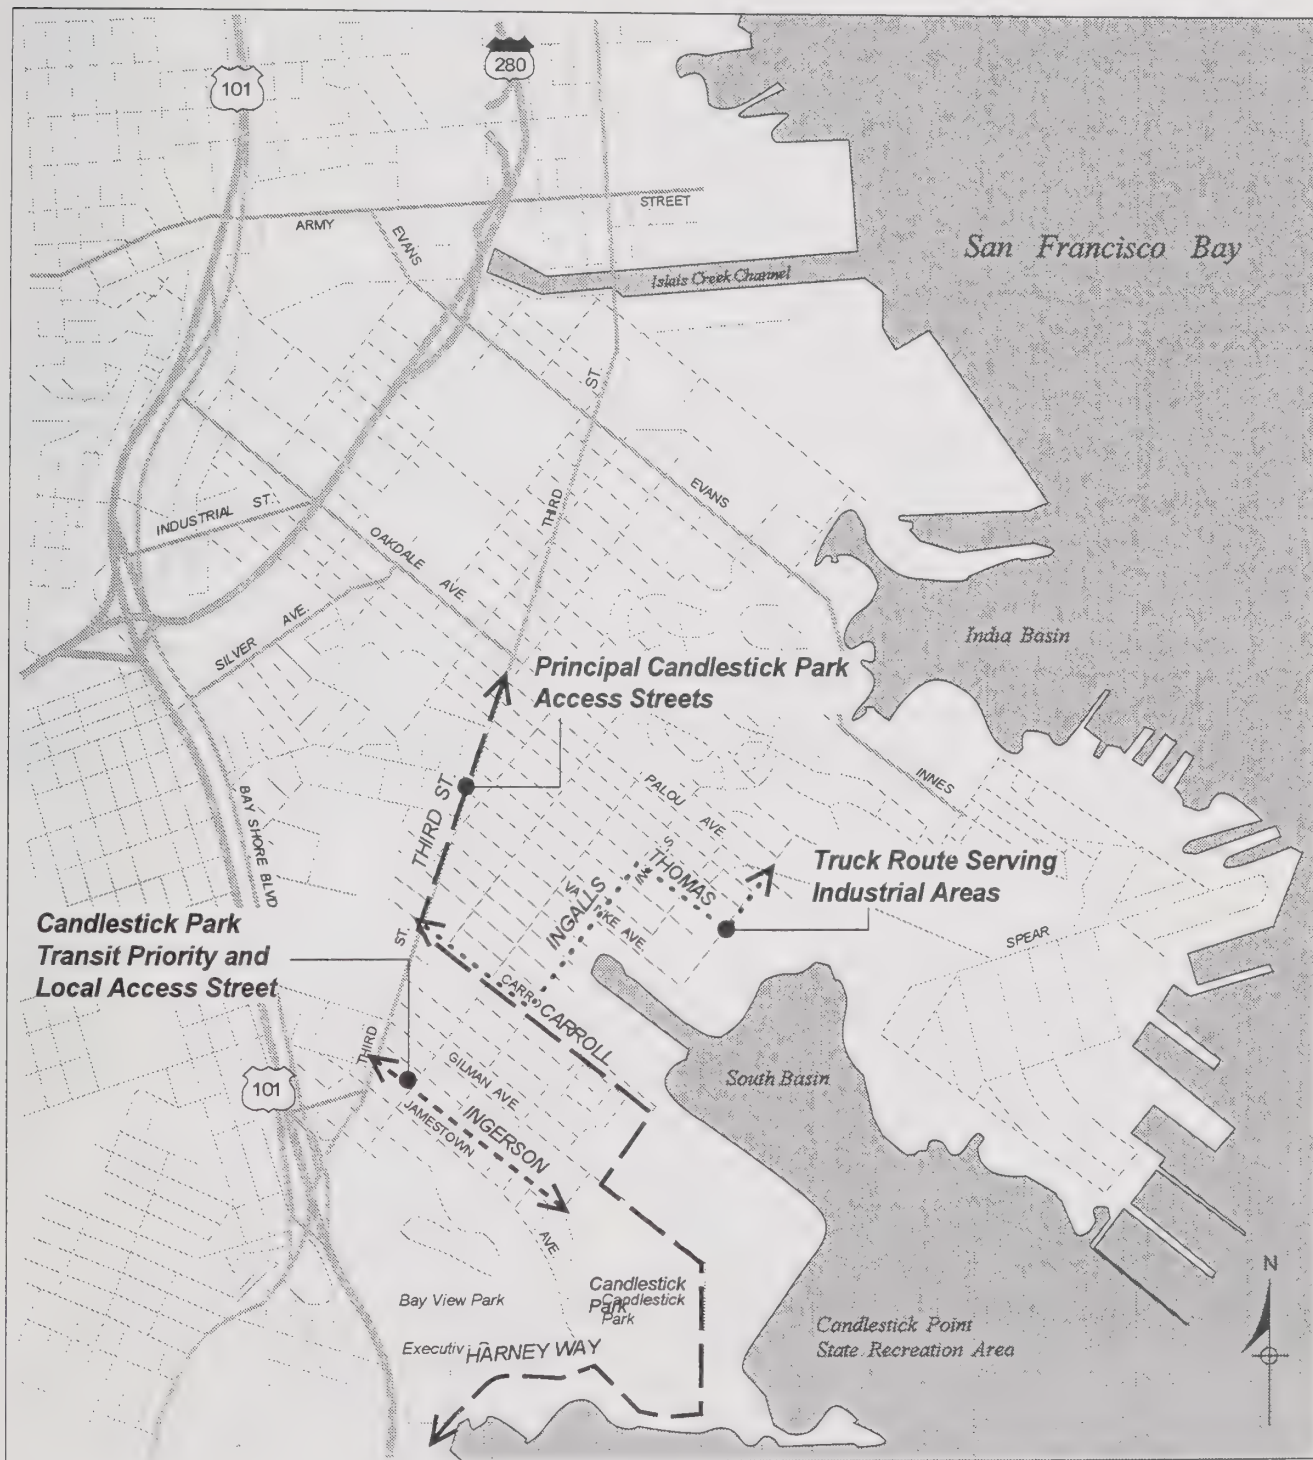 101
280
ARMY
STREET
EVANS
San Francisco Bay
Islais Creek Channel
ST.
THIRD
EVANS
INDUSTRIAL ST.
OAKDALE AVE.
SILVER AVE.
India Basin
Principal Candlestick Park
Access Streets
INNES
BAY SHORE BLVD
THIRD ST
PALOU AVE
THOMAS
Truck Route Serving
Industrial Areas
INGALLS
KE AVE.
SPEAR
Candlestick Park
Transit Priority and
Local Access Street
ST.
CARR
CARROLL
THIRD
GILMAN AVE
South Basin
101
JAMESTOWN
INGERSON
AVE
N
Bay View Park
Candlestick
Park
Candlestick
Park
Candlestick Point
State Recreation Area
Executiv
HARNEY WAY